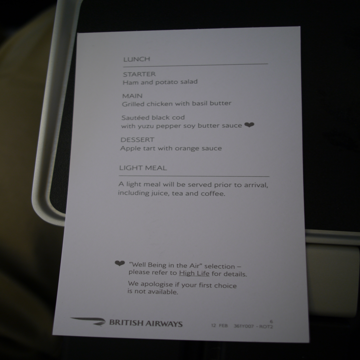 LUNCH
STARTER
Ham and potato salad
MAIN
Grilled chicken with basil butter
Sautéed black cod
with yuzu pepper soy butter sauce ❤
DESSERT
Apple tart with orange sauce
LIGHT MEAL
A light meal will be served prior to arrival,
including juice, tea and coffee.
❤ "Well Being in the Air" selection –
please refer to High Life for details.
We apologise if your first choice
is not available.
BRITISH AIRWAYS